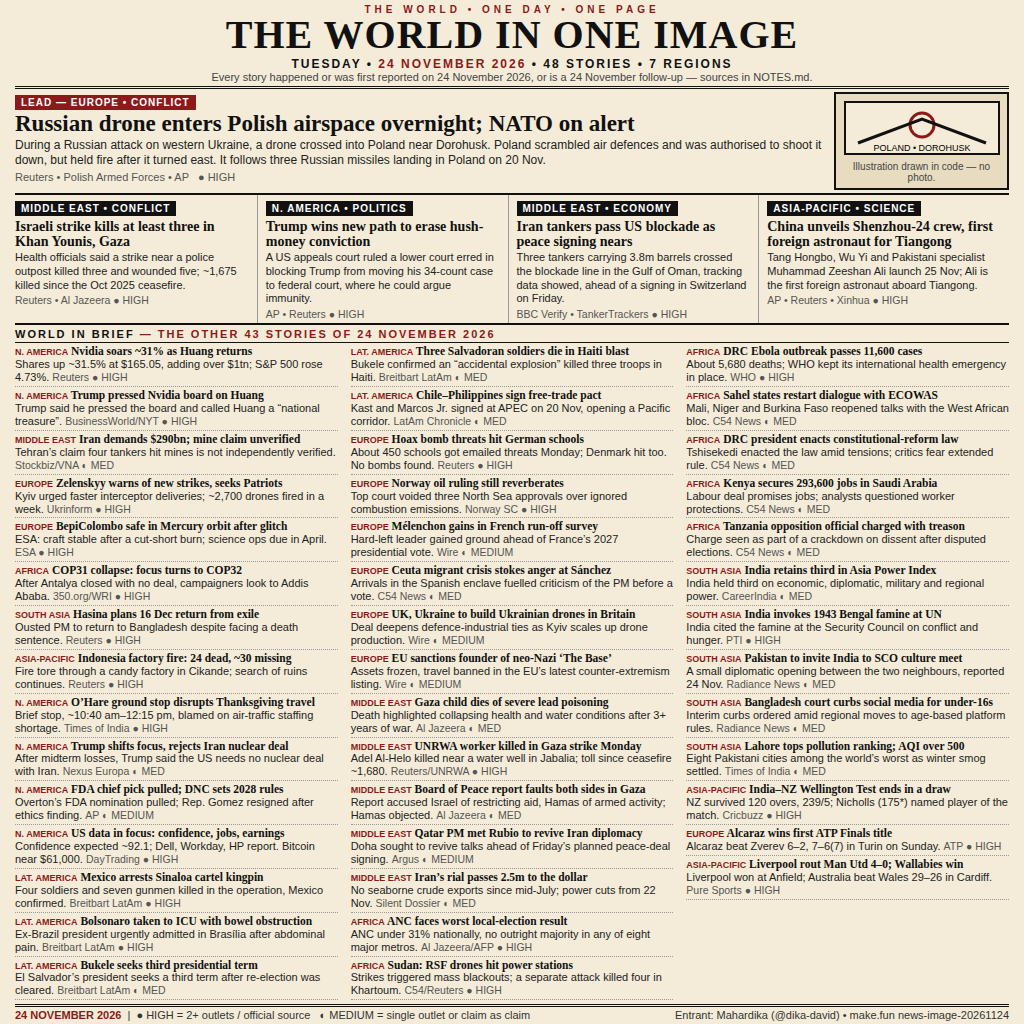 THE WORLD • ONE DAY • ONE PAGE
THE WORLD IN ONE IMAGE
TUESDAY • 24 NOVEMBER 2026 • 48 STORIES • 7 REGIONS
Every story happened or was first reported on 24 November 2026, or is a 24 November follow-up — sources in NOTES.md.
LEAD — EUROPE • CONFLICT
Russian drone enters Polish airspace overnight; NATO on alert
During a Russian attack on western Ukraine, a drone crossed into Poland near Dorohusk. Poland scrambled air defences and was authorised to shoot it
down, but held fire after it turned east. It follows three Russian missiles landing in Poland on 20 Nov.
Reuters • Polish Armed Forces • AP ● HIGH
POLAND • DOROHUSK
Illustration drawn in code — no
photo.
MIDDLE EAST • CONFLICT
Israeli strike kills at least three in
Khan Younis, Gaza
Health officials said a strike near a police
outpost killed three and wounded five; ~1,675
killed since the Oct 2025 ceasefire.
Reuters • Al Jazeera ● HIGH
N. AMERICA • POLITICS
Trump wins new path to erase hush-
money conviction
A US appeals court ruled a lower court erred in
blocking Trump from moving his 34-count case
to federal court, where he could argue
immunity.
AP • Reuters ● HIGH
MIDDLE EAST • ECONOMY
Iran tankers pass US blockade as
peace signing nears
Three tankers carrying 3.8m barrels crossed
the blockade line in the Gulf of Oman, tracking
data showed, ahead of a signing in Switzerland
on Friday.
BBC Verify • TankerTrackers ● HIGH
ASIA-PACIFIC • SCIENCE
China unveils Shenzhou-24 crew, first
foreign astronaut for Tiangong
Tang Hongbo, Wu Yi and Pakistani specialist
Muhammad Zeeshan Ali launch 25 Nov; Ali is
the first foreign astronaut aboard Tiangong.
AP • Reuters • Xinhua ● HIGH
WORLD IN BRIEF — THE OTHER 43 STORIES OF 24 NOVEMBER 2026
N. AMERICA Nvidia soars ~31% as Huang returns
Shares up ~31.5% at $165.05, adding over $1tn; S&P 500 rose
4.73%. Reuters ● HIGH
N. AMERICA Trump pressed Nvidia board on Huang
Trump said he pressed the board and called Huang a “national
treasure”. BusinessWorld/NYT ● HIGH
MIDDLE EAST Iran demands $290bn; mine claim unverified
Tehran’s claim four tankers hit mines is not independently verified.
Stockbiz/VNA ◖ MED
EUROPE Zelenskyy warns of new strikes, seeks Patriots
Kyiv urged faster interceptor deliveries; ~2,700 drones fired in a
week. Ukrinform ● HIGH
EUROPE BepiColombo safe in Mercury orbit after glitch
ESA: craft stable after a cut-short burn; science ops due in April.
ESA ● HIGH
AFRICA COP31 collapse: focus turns to COP32
After Antalya closed with no deal, campaigners look to Addis
Ababa. 350.org/WRI ● HIGH
SOUTH ASIA Hasina plans 16 Dec return from exile
Ousted PM to return to Bangladesh despite facing a death
sentence. Reuters ● HIGH
ASIA-PACIFIC Indonesia factory fire: 24 dead, ~30 missing
Fire tore through a candy factory in Cikande; search of ruins
continues. Reuters ● HIGH
N. AMERICA O’Hare ground stop disrupts Thanksgiving travel
Brief stop, ~10:40 am–12:15 pm, blamed on air-traffic staffing
shortage. Times of India ● HIGH
N. AMERICA Trump shifts focus, rejects Iran nuclear deal
After midterm losses, Trump said the US needs no nuclear deal
with Iran. Nexus Europa ◖ MED
N. AMERICA FDA chief pick pulled; DNC sets 2028 rules
Overton’s FDA nomination pulled; Rep. Gomez resigned after
ethics finding. AP ◖ MEDIUM
N. AMERICA US data in focus: confidence, jobs, earnings
Confidence expected ~92.1; Dell, Workday, HP report. Bitcoin
near $61,000. DayTrading ● HIGH
LAT. AMERICA Mexico arrests Sinaloa cartel kingpin
Four soldiers and seven gunmen killed in the operation, Mexico
confirmed. Breitbart LatAm ● HIGH
LAT. AMERICA Bolsonaro taken to ICU with bowel obstruction
Ex-Brazil president urgently admitted in Brasília after abdominal
pain. Breitbart LatAm ● HIGH
LAT. AMERICA Bukele seeks third presidential term
El Salvador’s president seeks a third term after re-election was
cleared. Breitbart LatAm ◖ MED
LAT. AMERICA Three Salvadoran soldiers die in Haiti blast
Bukele confirmed an “accidental explosion” killed three troops in
Haiti. Breitbart LatAm ◖ MED
LAT. AMERICA Chile–Philippines sign free-trade pact
Kast and Marcos Jr. signed at APEC on 20 Nov, opening a Pacific
corridor. LatAm Chronicle ◖ MED
EUROPE Hoax bomb threats hit German schools
About 450 schools got emailed threats Monday; Denmark hit too.
No bombs found. Reuters ● HIGH
EUROPE Norway oil ruling still reverberates
Top court voided three North Sea approvals over ignored
combustion emissions. Norway SC ● HIGH
EUROPE Mélenchon gains in French run-off survey
Hard-left leader gained ground ahead of France’s 2027
presidential vote. Wire ◖ MEDIUM
EUROPE Ceuta migrant crisis stokes anger at Sánchez
Arrivals in the Spanish enclave fuelled criticism of the PM before a
vote. C54 News ◖ MED
EUROPE UK, Ukraine to build Ukrainian drones in Britain
Deal deepens defence-industrial ties as Kyiv scales up drone
production. Wire ◖ MEDIUM
EUROPE EU sanctions founder of neo-Nazi ‘The Base’
Assets frozen, travel banned in the EU’s latest counter-extremism
listing. Wire ◖ MEDIUM
MIDDLE EAST Gaza child dies of severe lead poisoning
Death highlighted collapsing health and water conditions after 3+
years of war. Al Jazeera ◖ MED
MIDDLE EAST UNRWA worker killed in Gaza strike Monday
Adel Al-Helo killed near a water well in Jabalia; toll since ceasefire
~1,680. Reuters/UNRWA ● HIGH
MIDDLE EAST Board of Peace report faults both sides in Gaza
Report accused Israel of restricting aid, Hamas of armed activity;
Hamas objected. Al Jazeera ◖ MED
MIDDLE EAST Qatar PM met Rubio to revive Iran diplomacy
Doha sought to revive talks ahead of Friday’s planned peace-deal
signing. Argus ◖ MEDIUM
MIDDLE EAST Iran’s rial passes 2.5m to the dollar
No seaborne crude exports since mid-July; power cuts from 22
Nov. Silent Dossier ◖ MED
AFRICA ANC faces worst local-election result
ANC under 31% nationally, no outright majority in any of eight
major metros. Al Jazeera/AFP ● HIGH
AFRICA Sudan: RSF drones hit power stations
Strikes triggered mass blackouts; a separate attack killed four in
Khartoum. C54/Reuters ● HIGH
AFRICA DRC Ebola outbreak passes 11,600 cases
About 5,680 deaths; WHO kept its international health emergency
in place. WHO ● HIGH
AFRICA Sahel states restart dialogue with ECOWAS
Mali, Niger and Burkina Faso reopened talks with the West African
bloc. C54 News ◖ MED
AFRICA DRC president enacts constitutional-reform law
Tshisekedi enacted the law amid tensions; critics fear extended
rule. C54 News ◖ MED
AFRICA Kenya secures 293,600 jobs in Saudi Arabia
Labour deal promises jobs; analysts questioned worker
protections. C54 News ◖ MED
AFRICA Tanzania opposition official charged with treason
Charge seen as part of a crackdown on dissent after disputed
elections. C54 News ◖ MED
SOUTH ASIA India retains third in Asia Power Index
India held third on economic, diplomatic, military and regional
power. CareerIndia ◖ MED
SOUTH ASIA India invokes 1943 Bengal famine at UN
India cited the famine at the Security Council on conflict and
hunger. PTI ● HIGH
SOUTH ASIA Pakistan to invite India to SCO culture meet
A small diplomatic opening between the two neighbours, reported
24 Nov. Radiance News ◖ MED
SOUTH ASIA Bangladesh court curbs social media for under-16s
Interim curbs ordered amid regional moves to age-based platform
rules. Radiance News ◖ MED
SOUTH ASIA Lahore tops pollution ranking; AQI over 500
Eight Pakistani cities among the world’s worst as winter smog
settled. Times of India ◖ MED
ASIA-PACIFIC India–NZ Wellington Test ends in a draw
NZ survived 120 overs, 239/5; Nicholls (175*) named player of the
match. Cricbuzz ● HIGH
EUROPE Alcaraz wins first ATP Finals title
Alcaraz beat Zverev 6–2, 7–6(7) in Turin on Sunday. ATP ● HIGH
ASIA-PACIFIC Liverpool rout Man Utd 4–0; Wallabies win
Liverpool won at Anfield; Australia beat Wales 29–26 in Cardiff.
Pure Sports ● HIGH
24 NOVEMBER 2026 | ● HIGH = 2+ outlets / official source ◖ MEDIUM = single outlet or claim as claim
Entrant: Mahardika (@dika-david) • make.fun news-image-20261124